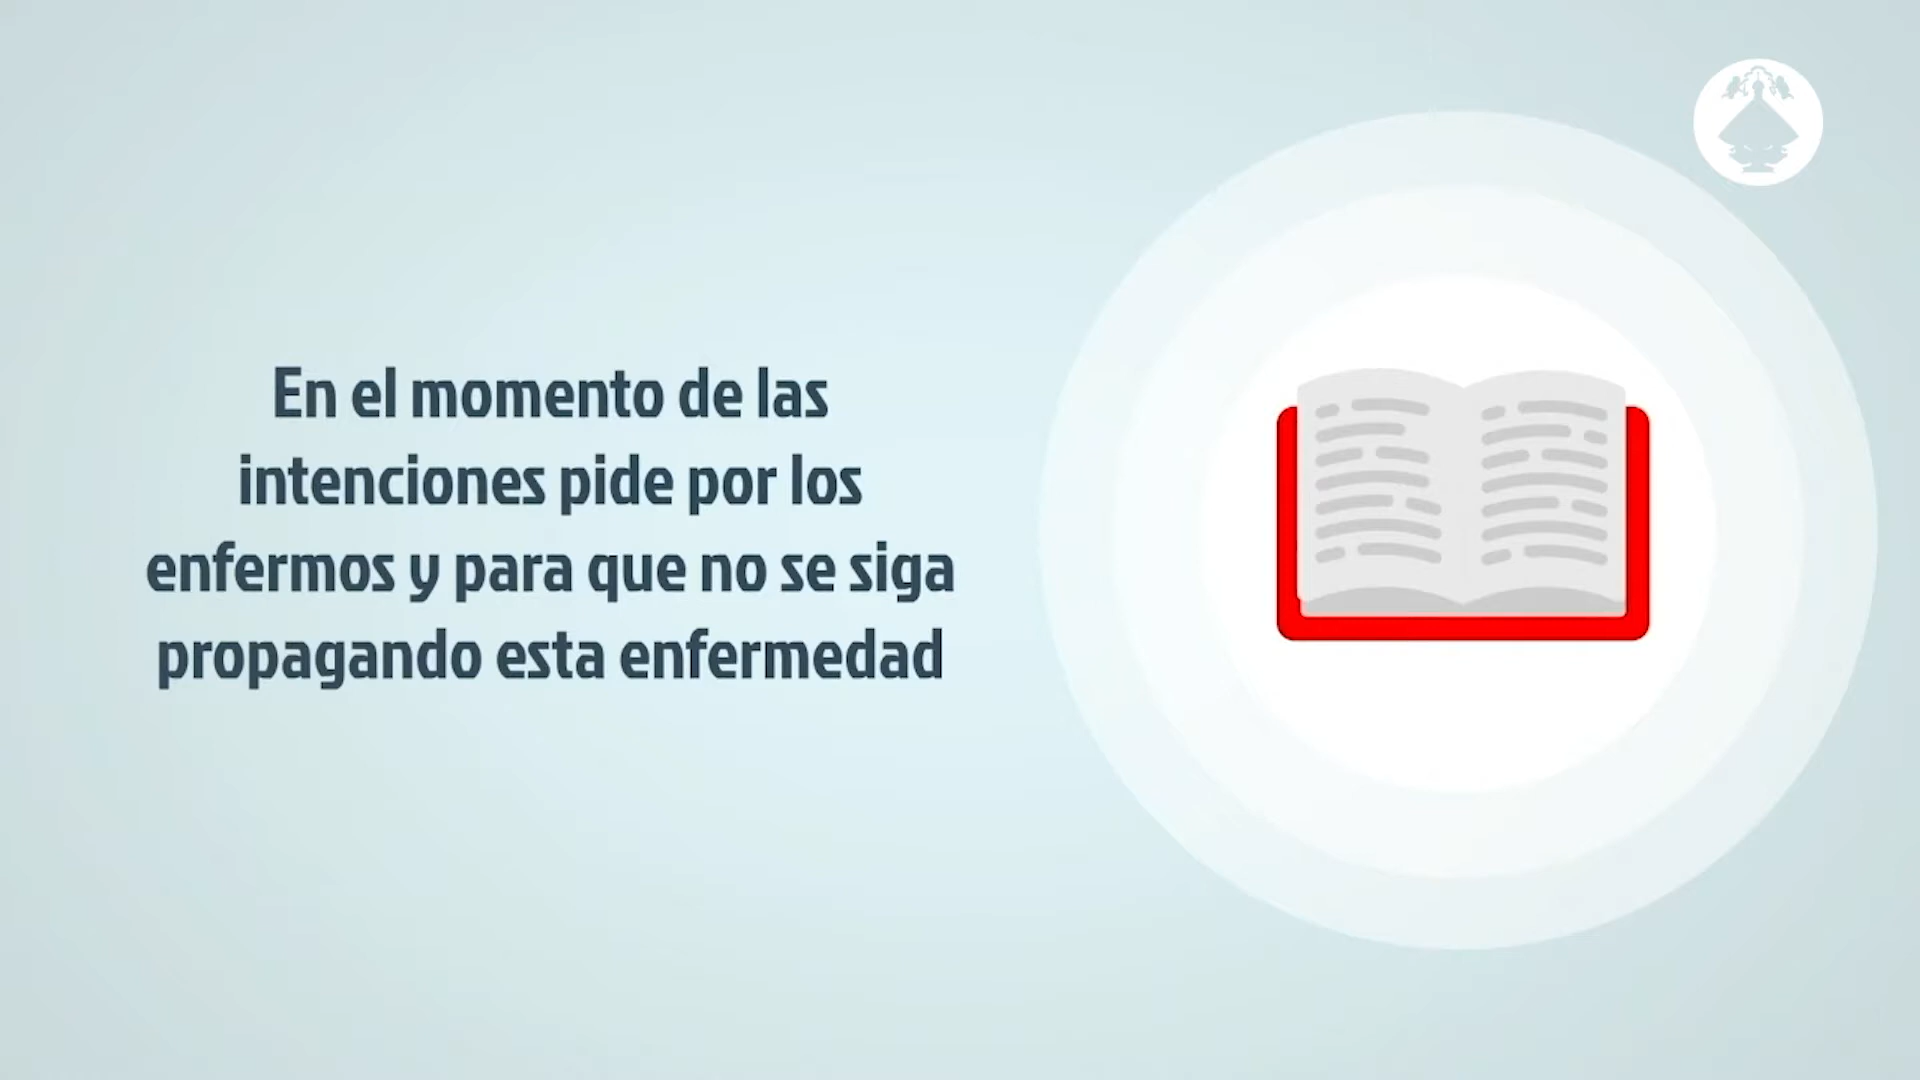 En el momento de las
intenciones pide por los
enfermos y para que no se siga
propagando esta enfermedad